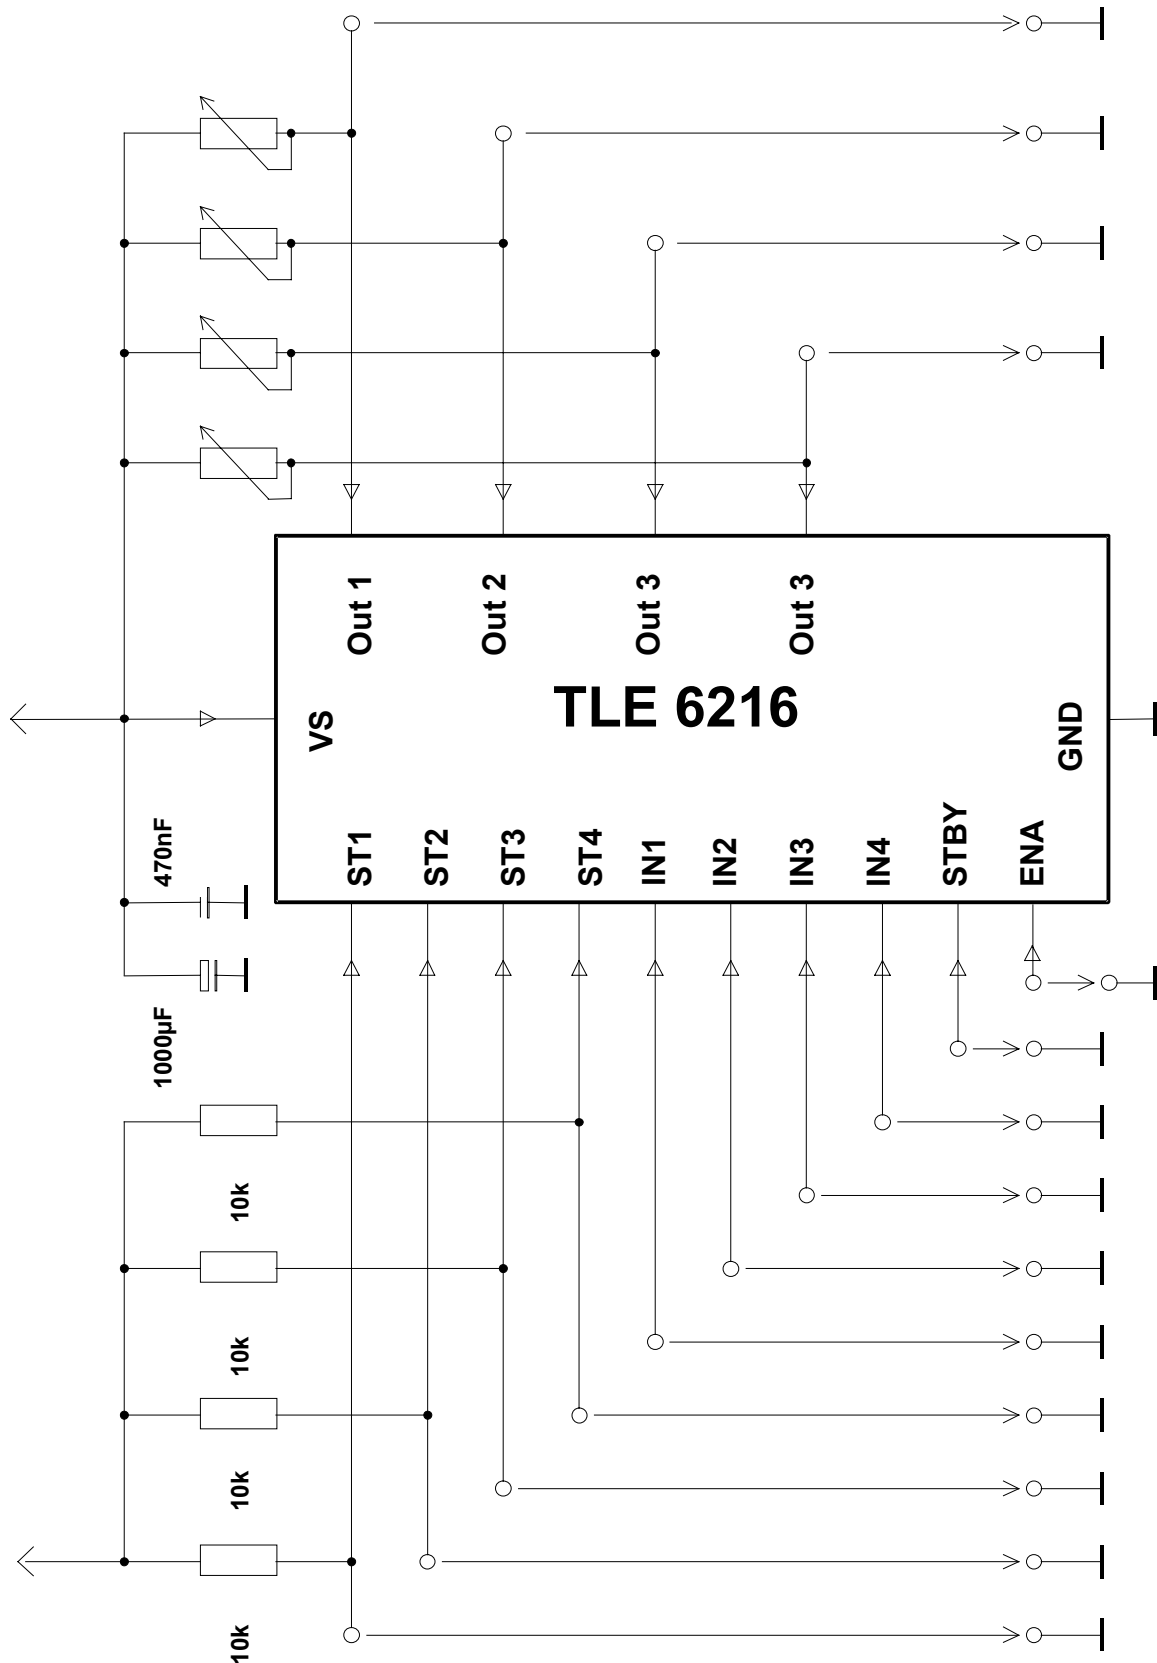 Out 1
Out 2
Out 3
Out 3
TLE 6216
VS
GND
470nF
ST1
ST2
ST3
ST4
IN1
IN2
IN3
IN4
STBY
ENA
1000µF
10k
10k
10k
10k